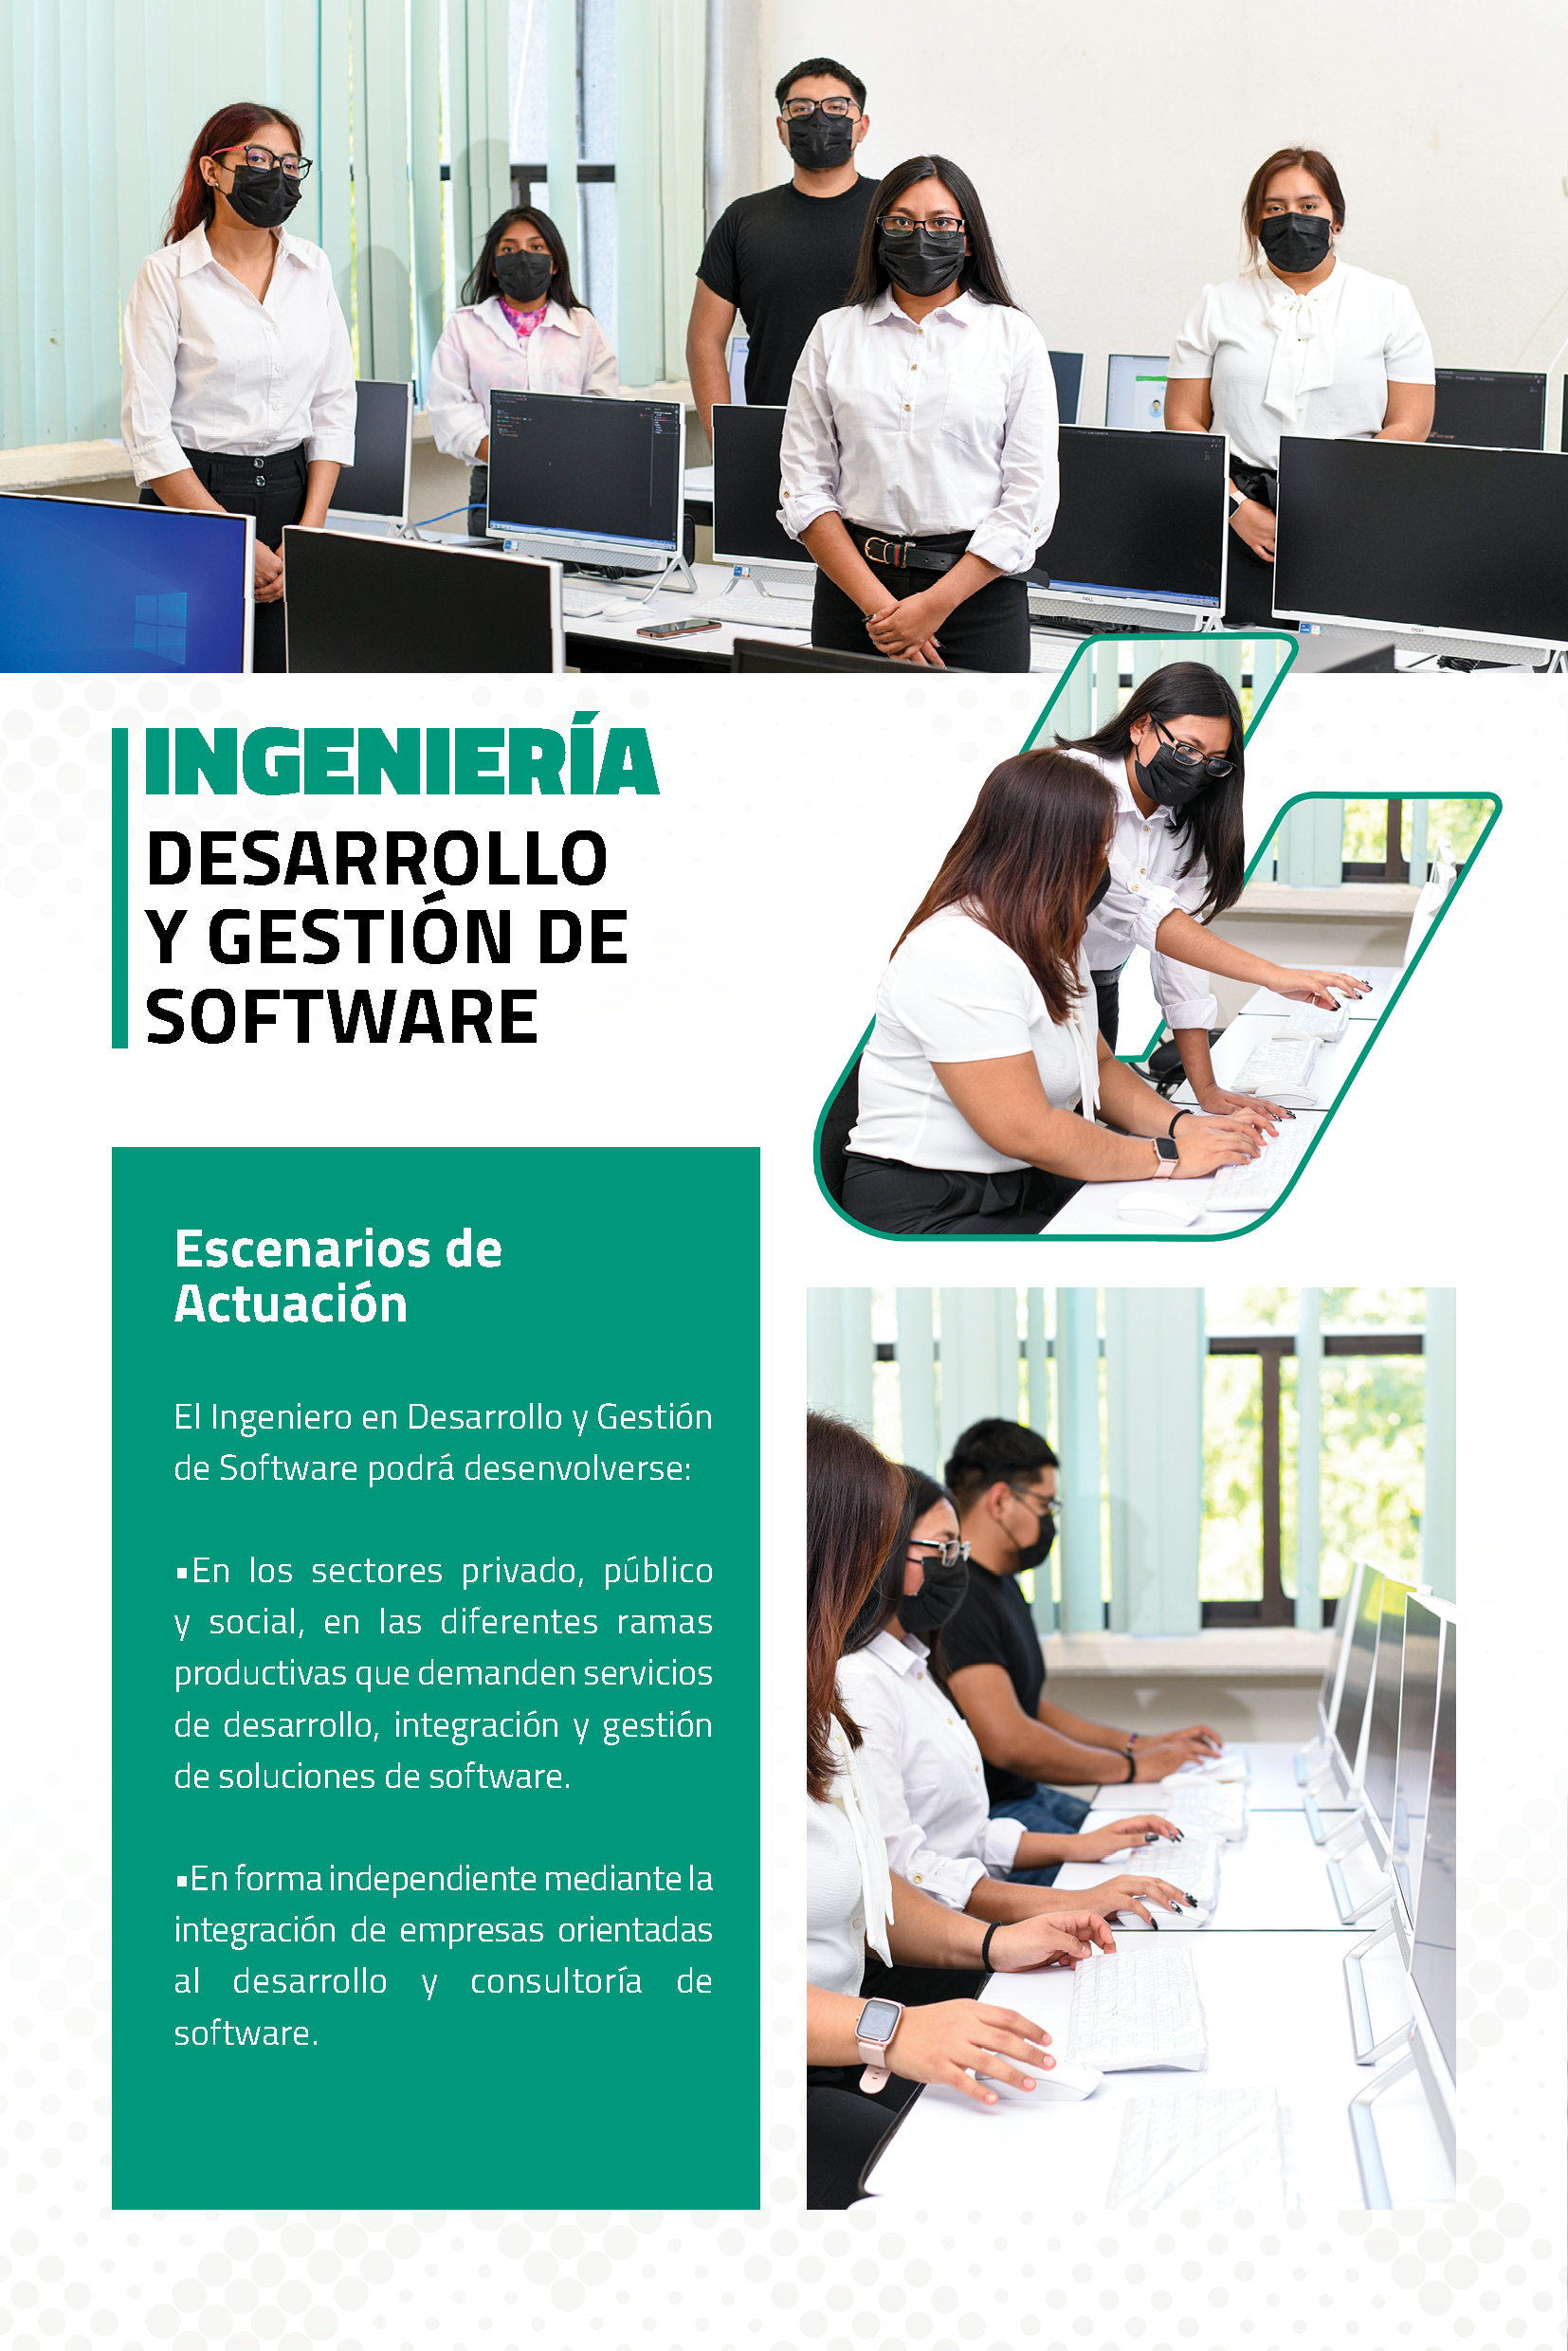 INGENIERÍA
DESARROLLO
Y GESTIÓN DE
SOFTWARE
Escenarios de
Actuación
El Ingeniero en Desarrollo y Gestión
de Software podrá desenvolverse:
▪En los sectores privado, público
y social, en las diferentes ramas
productivas que demanden servicios
de desarrollo, integración y gestión
de soluciones de software.
▪En forma independiente mediante la
integración de empresas orientadas
al desarrollo y consultoría de
software.